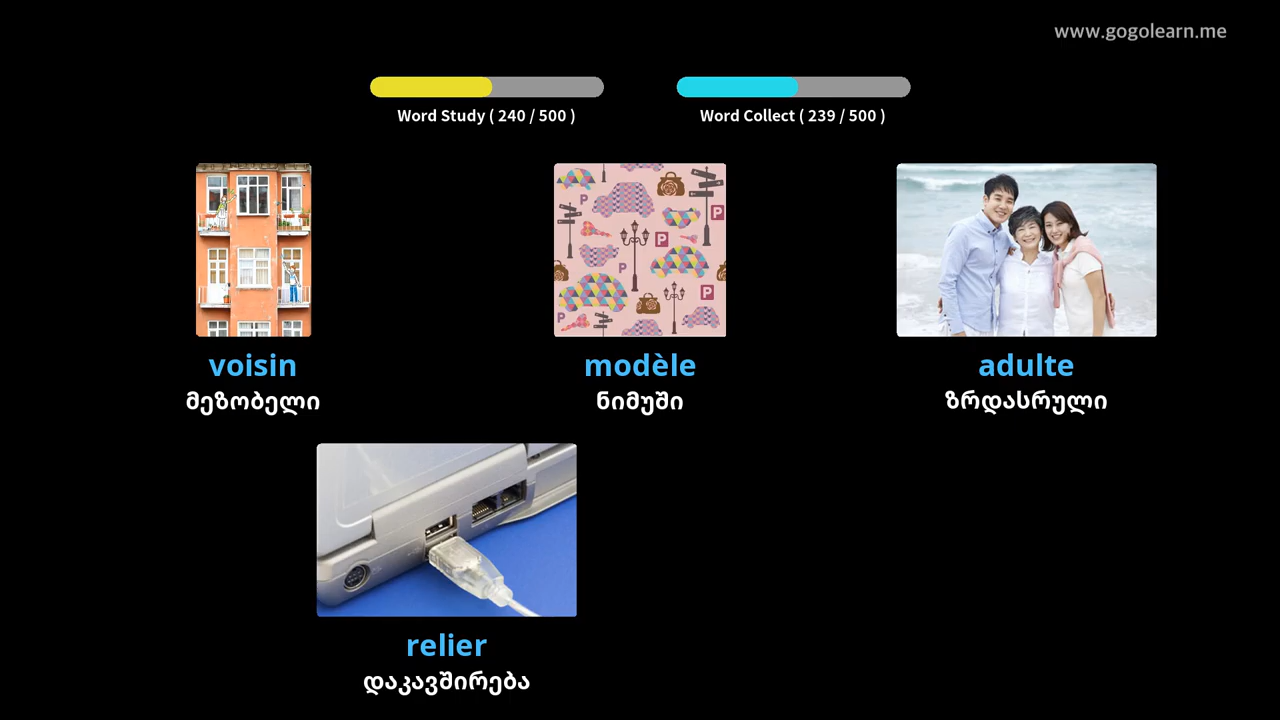 www.gogolearn.me
Word Study ( 240 / 500 )
Word Collect ( 239 / 500 )
P
P
P
P
P
P
voisin
მეზობელი
modèle
ნიმუში
adulte
ზრდასრული
relier
დაკავშირება